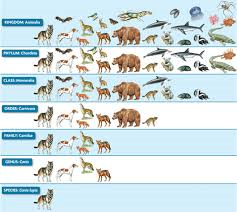 KINGDOM: Animalia
PHYLUM: Chordata
CLASS: Mammalia
ORDER: Carnivora
FAMILY: Canidae
GENUS: Canis
SPECIES: Canis lupus